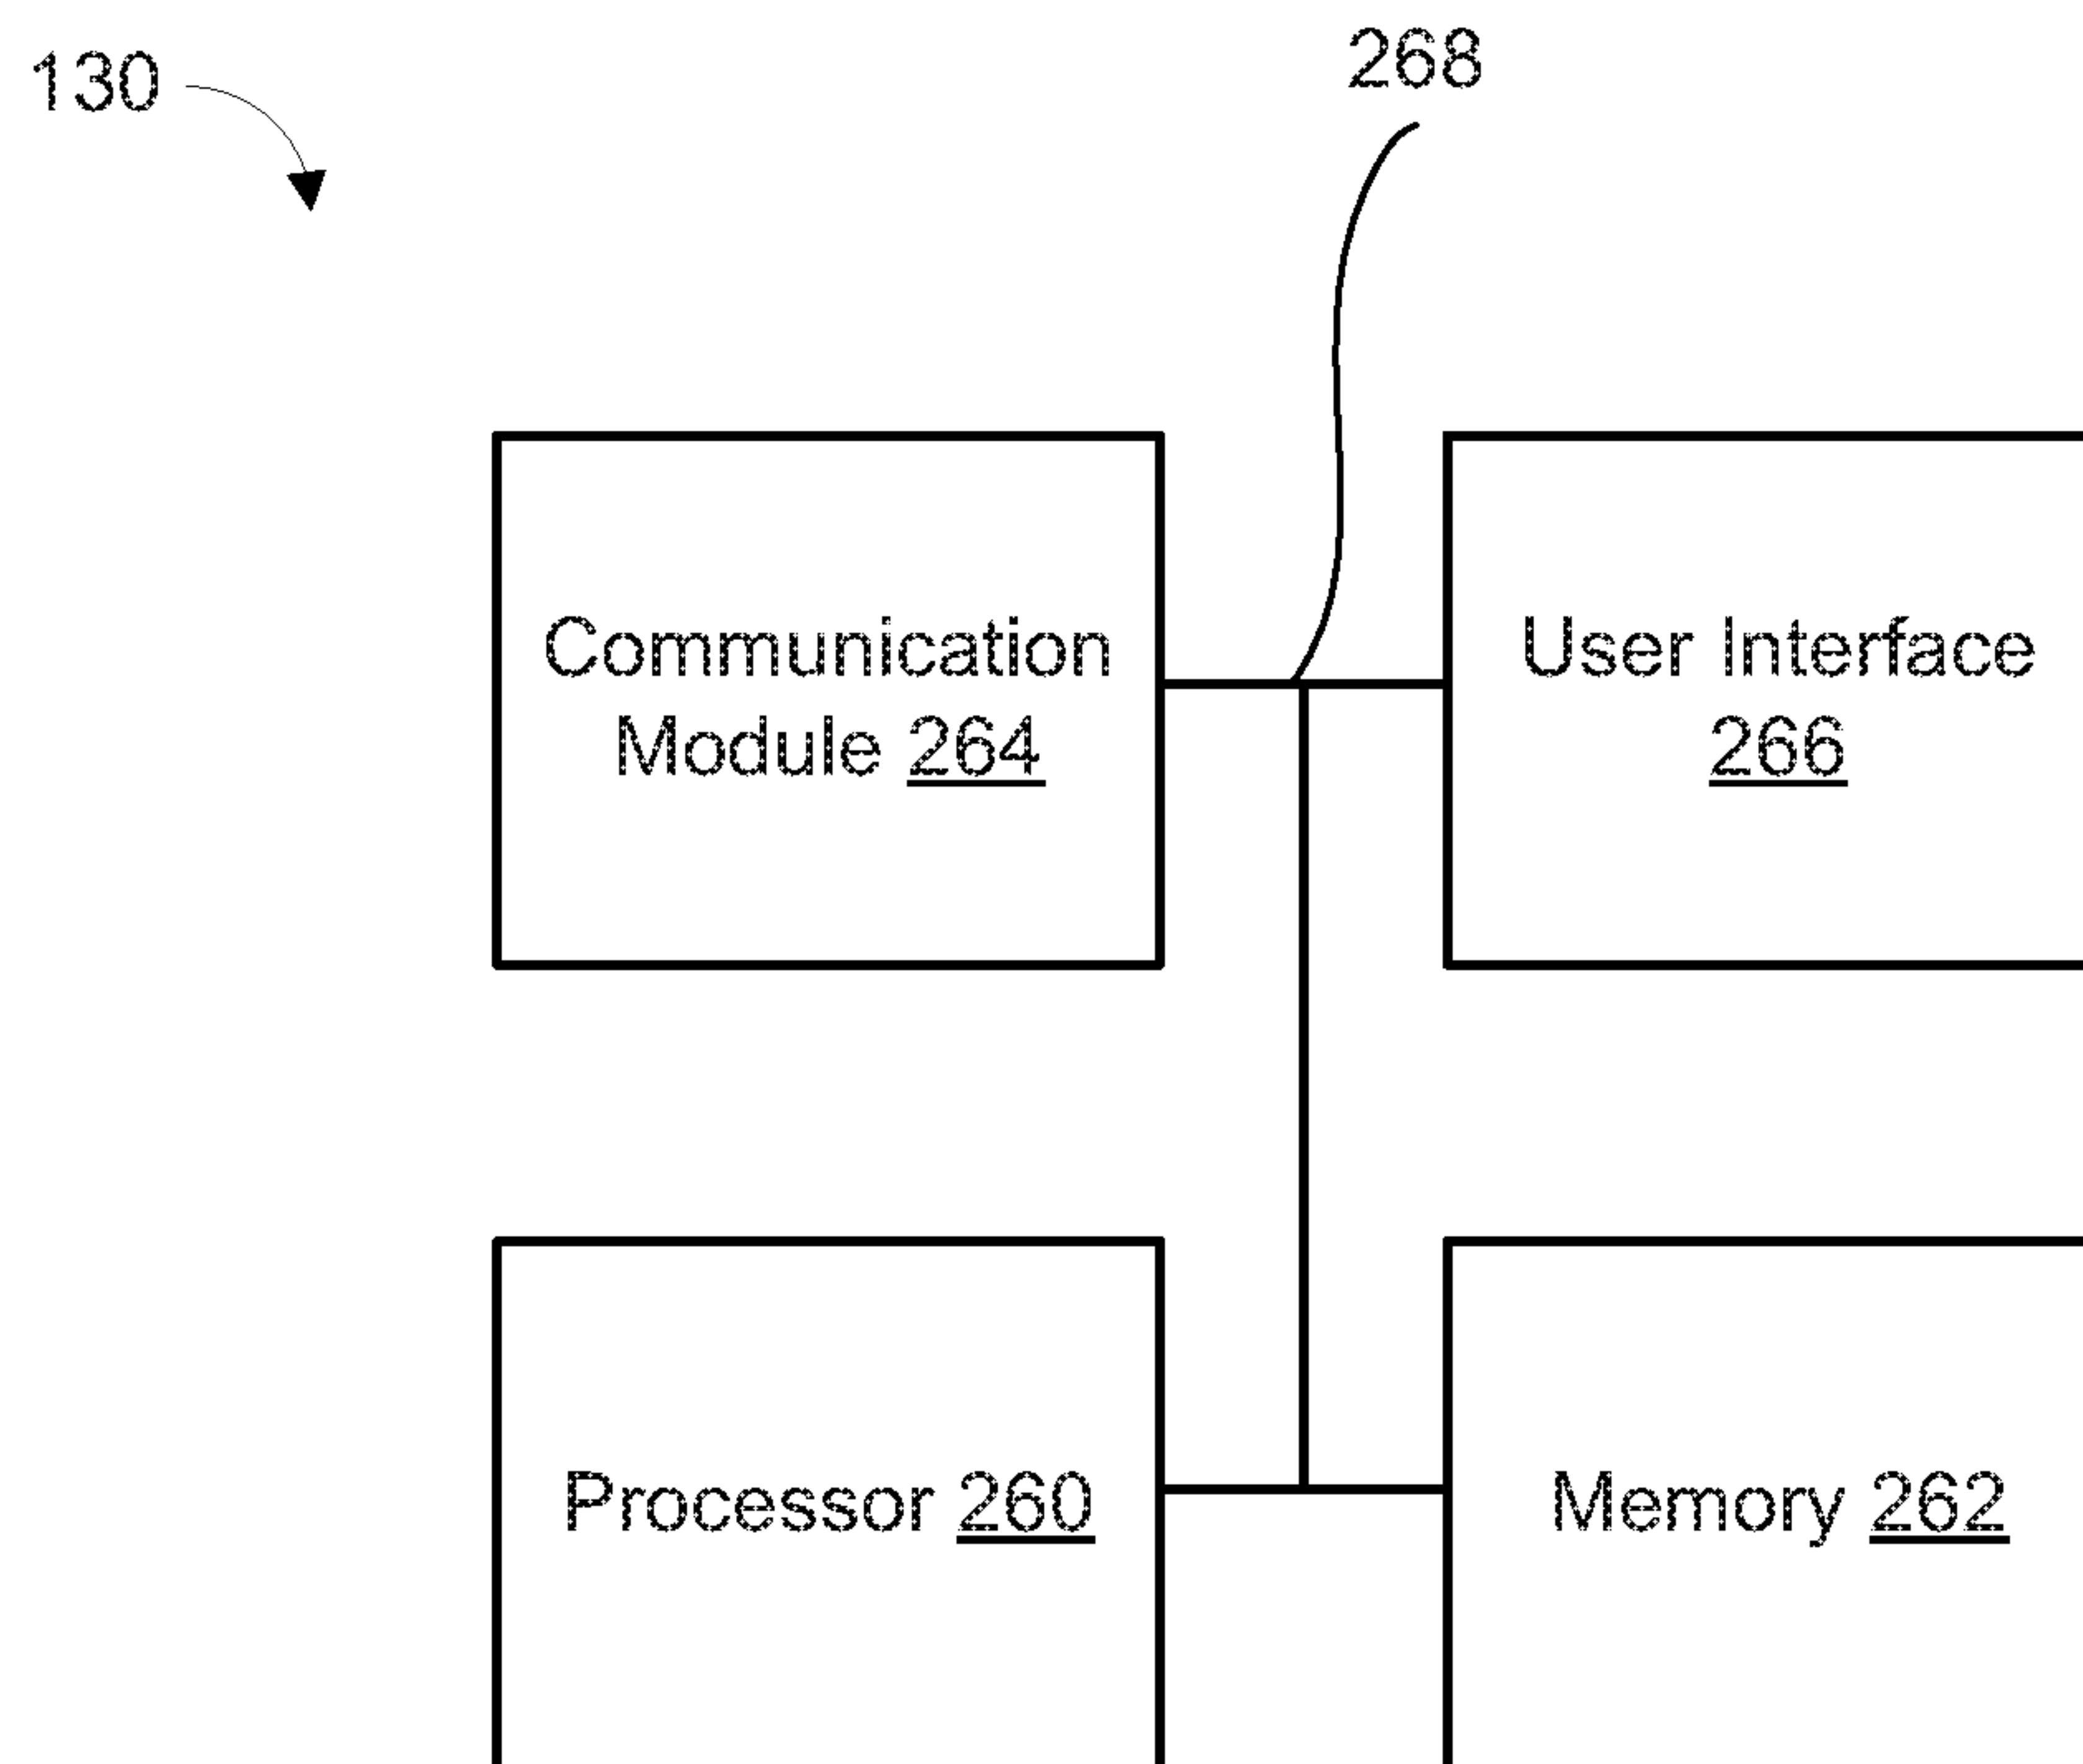 130
268
Communication
Module 264
User Interface
266
Processor 260
Memory 262